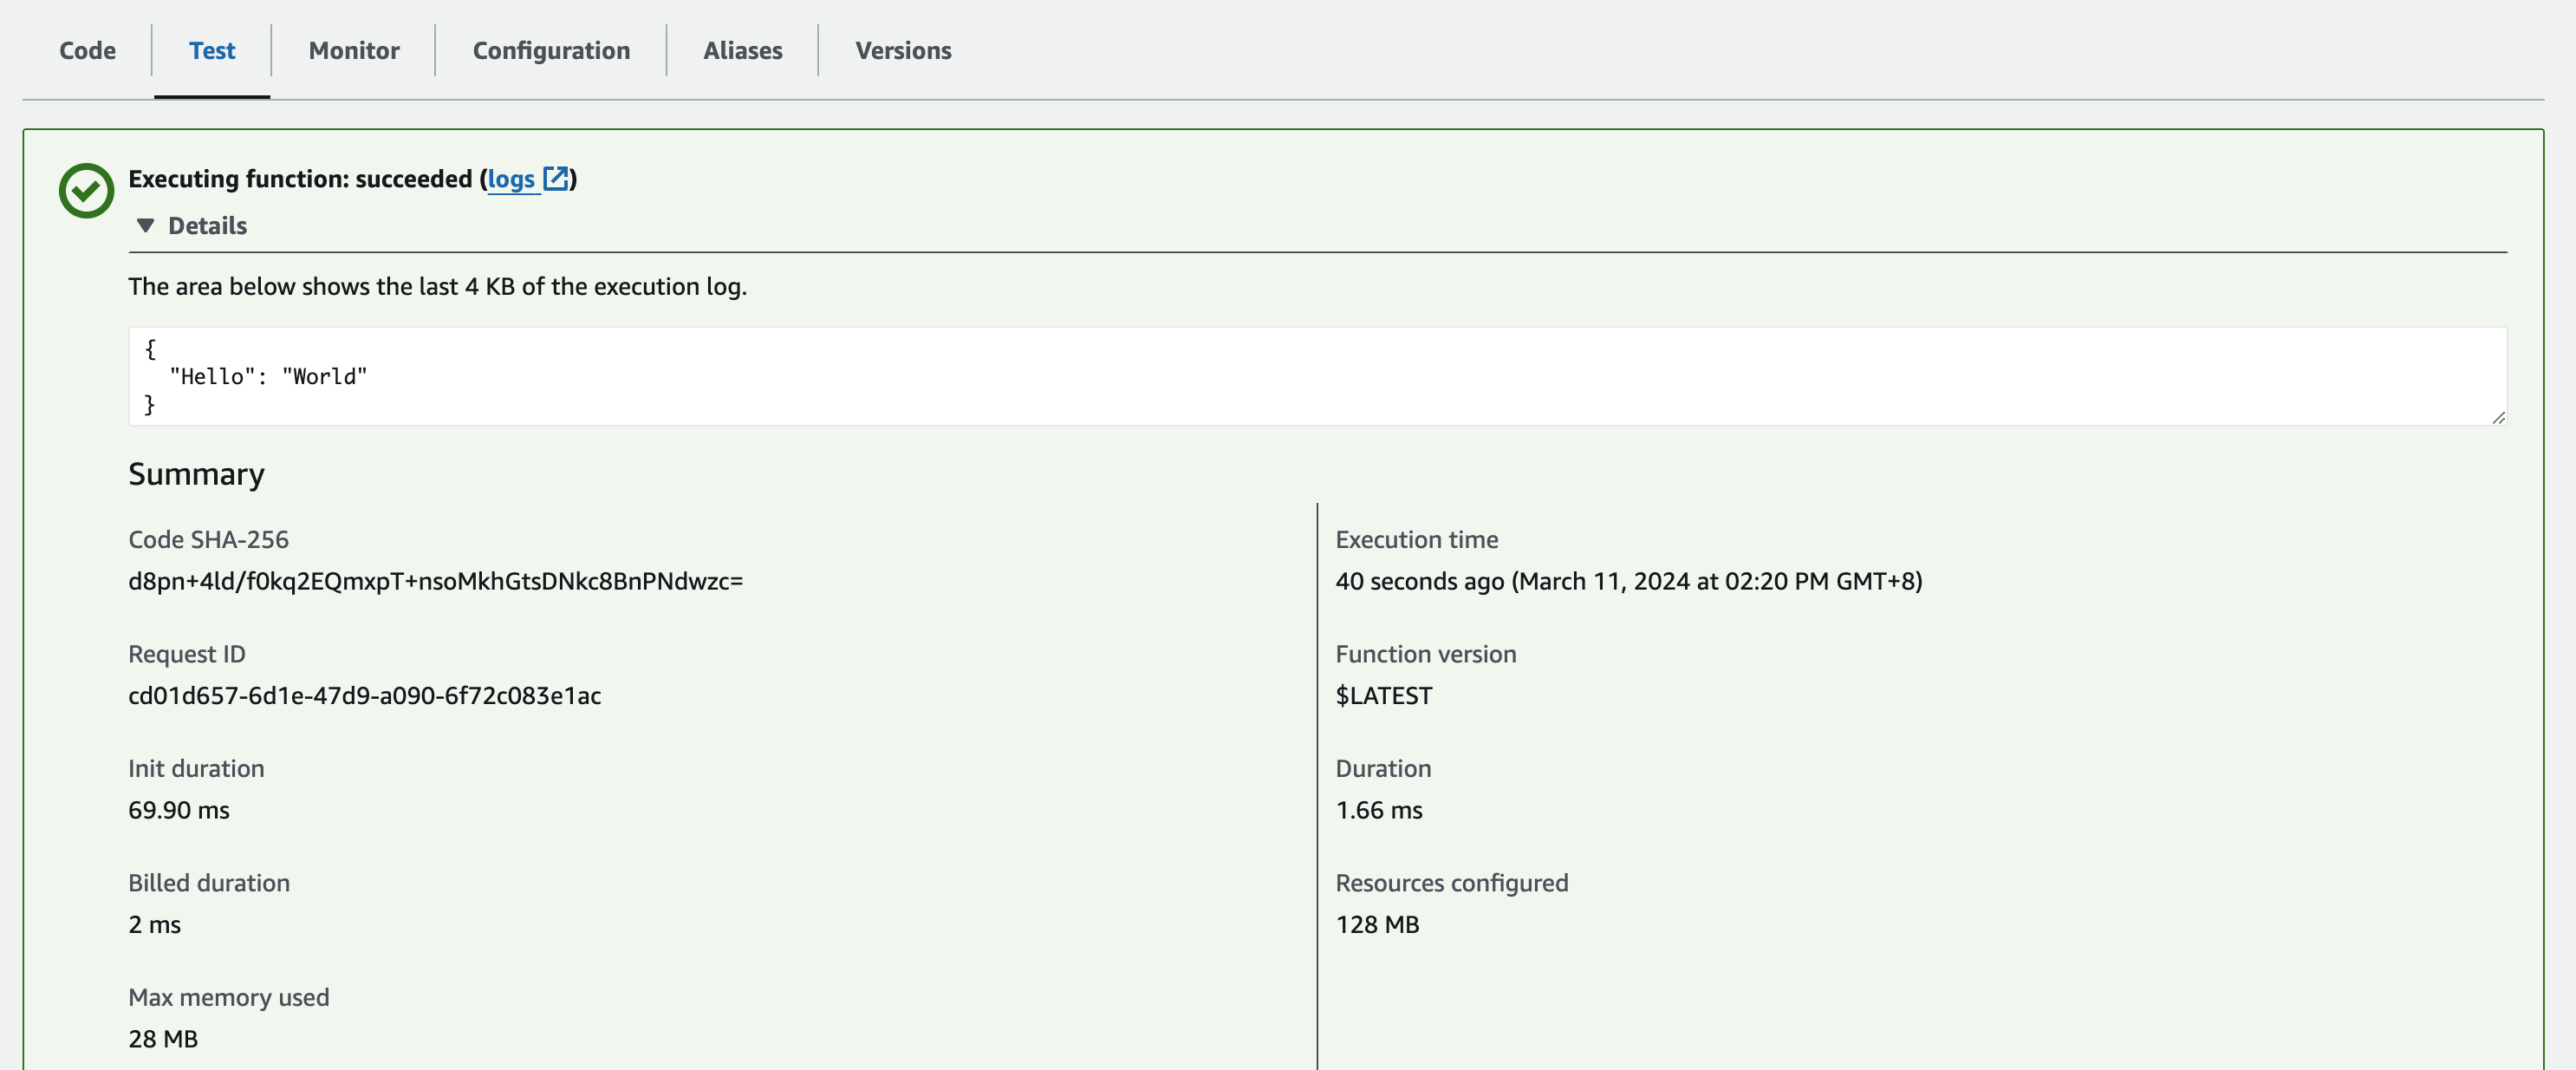 Code Test Monitor Configuration Aliases Versions
Executing function: succeeded (logs)
Details
The area below shows the last 4 KB of the execution log.
{
"Hello": "World"
}
Summary
Code SHA-256
d8pn+4ld/f0kq2EQmxpT+nsoMkhGtsDNkc8BnPNdwzc=
Request ID
cd01d657-6d1e-47d9-a090-6f72c083e1ac
Init duration
69.90 ms
Billed duration
2 ms
Max memory used
28 MB
Execution time
40 seconds ago (March 11, 2024 at 02:20 PM GMT+8)
Function version
$LATEST
Duration
1.66 ms
Resources configured
128 MB